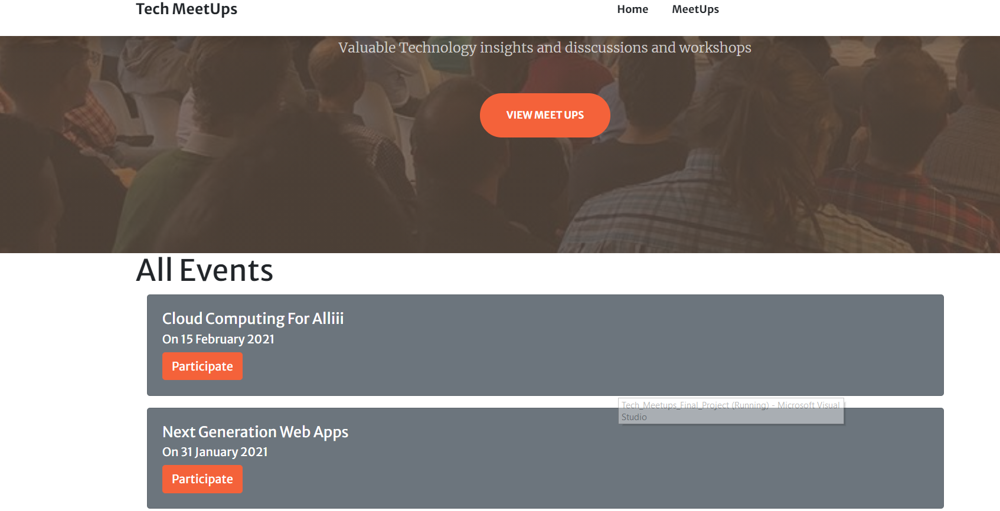 Tech MeetUps
Home
MeetUps
Valuable Technology insights and disscussions and workshops
VIEW MEET UPS
All Events
Cloud Computing For Alliii
On 15 February 2021
Participate
Tech_Meetups_Final_Project (Running) - Microsoft Visual
Studio
Next Generation Web Apps
On 31 January 2021
Participate